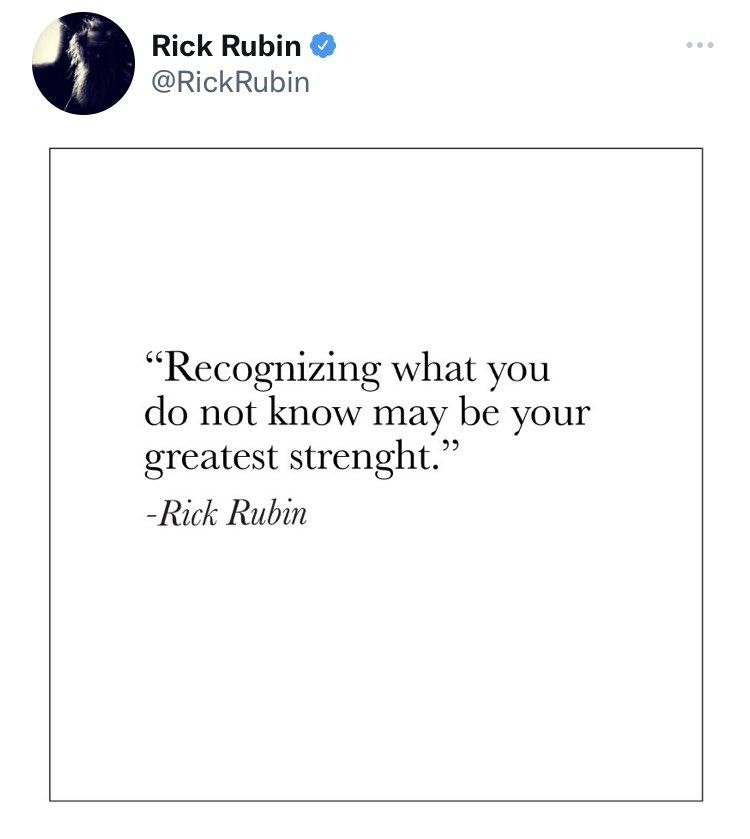 Rick Rubin
@RickRubin
“Recognizing what you
do not know may be your
greatest strenght.”
-Rick Rubin